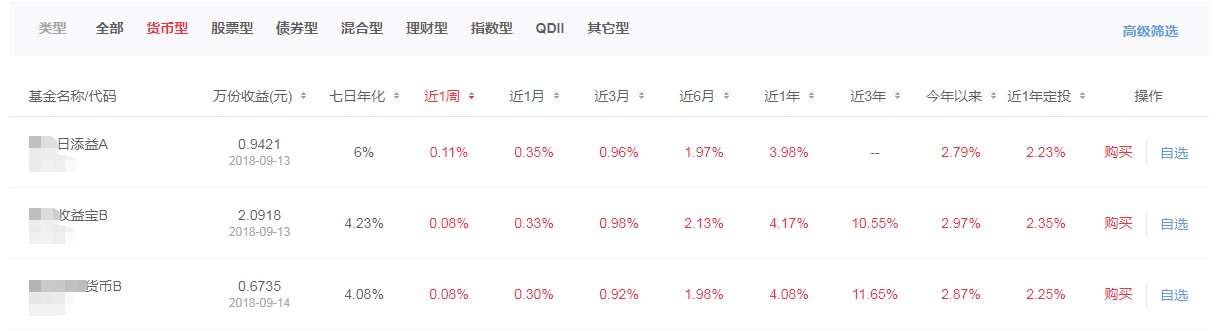 类型 全部 货币型 股票型 债券型 混合型 理财型 指数型 QDII 其它型 高级筛选
基金名称/代码 万份收益(元) 七日年化 近1周 近1月 近3月 近6月 近1年 近3年 今年以来 近1年定投 操作
日添益A 0.9421 6% 0.11% 0.35% 0.96% 1.97% 3.98% -- 2.79% 2.23% 购买 自选
2018-09-13
收益宝B 2.0918 4.23% 0.08% 0.33% 0.98% 2.13% 4.17% 10.55% 2.97% 2.35% 购买 自选
2018-09-13
货币B 0.6735 4.08% 0.08% 0.30% 0.92% 1.98% 4.08% 11.65% 2.87% 2.25% 购买 自选
2018-09-14